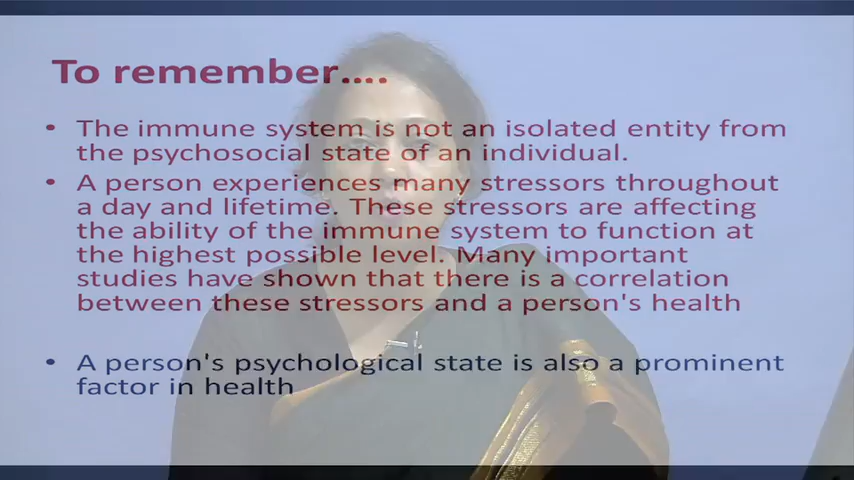 To remember....
• The immune system is not an isolated entity from
the psychosocial state of an individual.
• A person experiences many stressors throughout
a day and lifetime. These stressors are affecting
the ability of the immune system to function at
the highest possible level. Many important
studies have shown that there is a correlation
between these stressors and a person's health
• A person's psychological state is also a prominent
factor in health